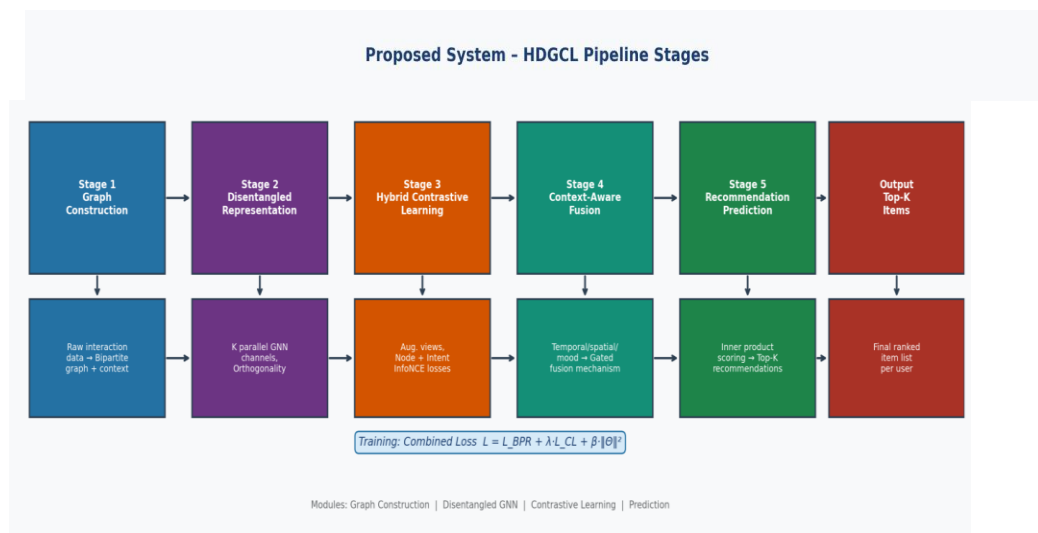 Proposed System – HDGCL Pipeline Stages
Stage 1
Graph
Construction
Stage 2
Disentangled
Representation
Stage 3
Hybrid Contrastive
Learning
Stage 4
Context-Aware
Fusion
Stage 5
Recommendation
Prediction
Output
Top-K
Items
Raw interaction
data → Bipartite
graph + context
K parallel GNN
channels,
Orthogonality
Aug. views,
Node + Intent
InfoNCE losses
Temporal/spatial/
mood → Gated
fusion mechanism
Inner product
scoring → Top-K
recommendations
Final ranked
item list
per user
Training: Combined Loss L = L_BPR + λ·L_CL + β·‖Θ‖²
Modules: Graph Construction | Disentangled GNN | Contrastive Learning | Prediction